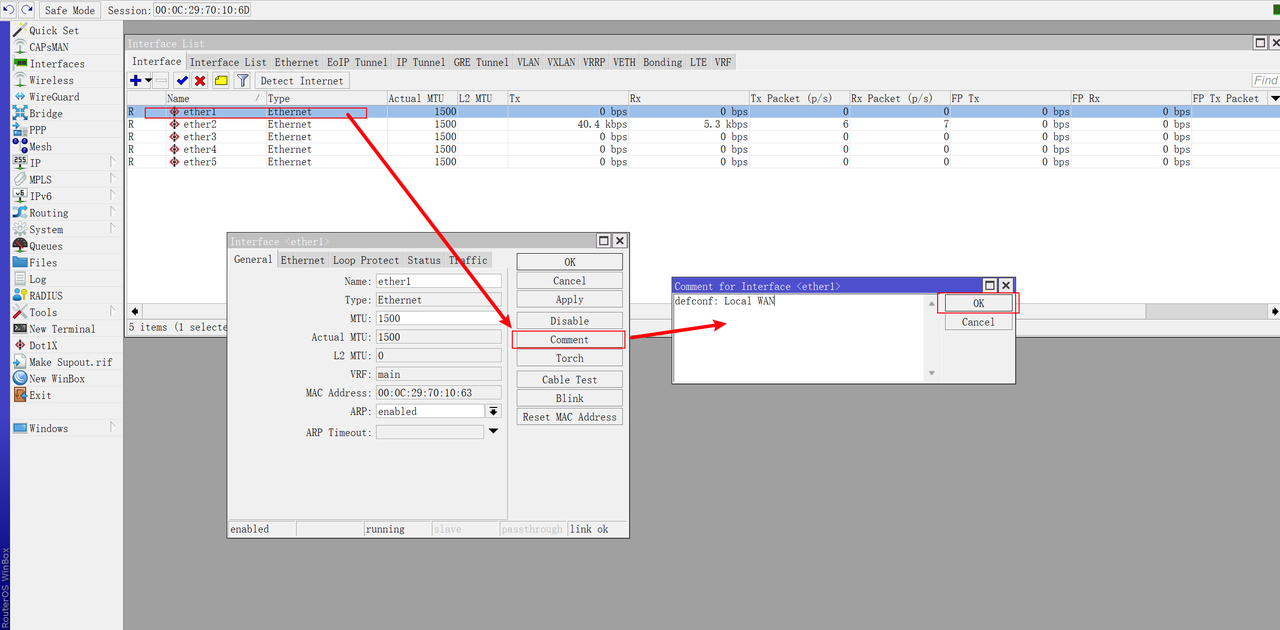 Safe Mode Session: 00:0C:29:70:10:6D
Quick Set
CAPsMAN
Interfaces
Wireless
WireGuard
Bridge
PPP
Mesh
255 IP
MPLS
v6 IPv6
Routing
System
Queues
Files
Log
RADIUS
Tools
New Terminal
Dot1X
Make Supout.rif
New WinBox
Exit
Windows
RouterOS WinBox
Interface List
Interface Interface List Ethernet EoIP Tunnel IP Tunnel GRE Tunnel VLAN VXLAN VRRP VETH Bonding LTE VRF
Detect Internet Find
Name / Type Actual MTU L2 MTU Tx Rx Tx Packet (p/s) Rx Packet (p/s) FP Tx FP Rx FP Tx Packet
R ether1 Ethernet 1500 0 bps 0 bps 0 0 0 bps 0 bps
R ether2 Ethernet 1500 40.4 kbps 5.3 kbps 6 7 0 bps 0 bps
R ether3 Ethernet 1500 0 bps 0 bps 0 0 0 bps 0 bps
R ether4 Ethernet 1500 0 bps 0 bps 0 0 0 bps 0 bps
R ether5 Ethernet 1500 0 bps 0 bps 0 0 0 bps 0 bps
5 items (1 selecte
Interface <ether1>
General Ethernet Loop Protect Status Traffic
Name: ether1
Type: Ethernet
MTU: 1500
Actual MTU: 1500
L2 MTU: 0
VRF: main
MAC Address: 00:0C:29:70:10:63
ARP: enabled
ARP Timeout:
OK
Cancel
Apply
Disable
Comment
Torch
Cable Test
Blink
Reset MAC Address
enabled running slave passthrough link ok
Comment for Interface <ether1>
defconf: Local WAN
OK
Cancel